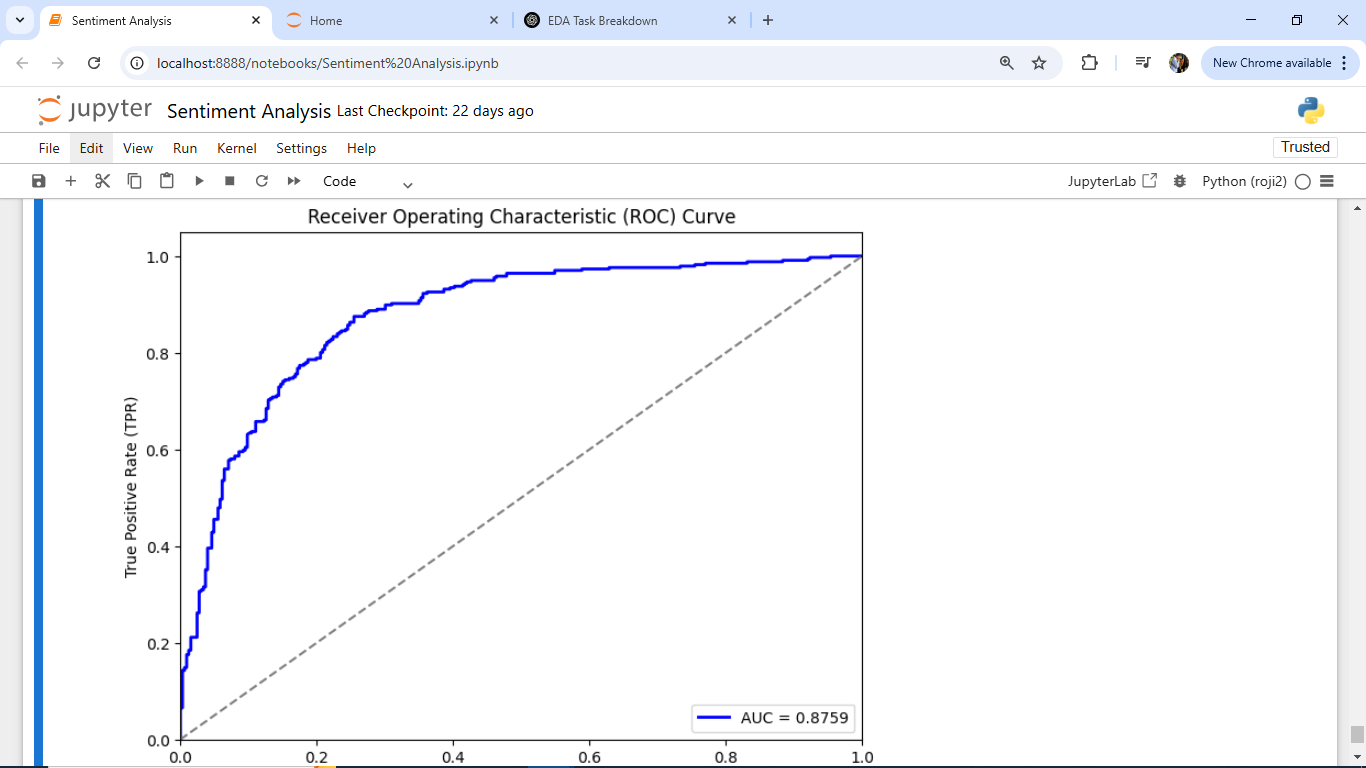 Sentiment Analysis
Home
EDA Task Breakdown
localhost:8888/notebooks/Sentiment%20Analysis.ipynb
New Chrome available
jupyter Sentiment Analysis Last Checkpoint: 22 days ago
File Edit View Run Kernel Settings Help
Trusted
Code
JupyterLab
Python (roji2)
Receiver Operating Characteristic (ROC) Curve
1.0
0.8
0.6
0.4
0.2
0.0
True Positive Rate (TPR)
AUC = 0.8759
0.0 0.2 0.4 0.6 0.8 1.0